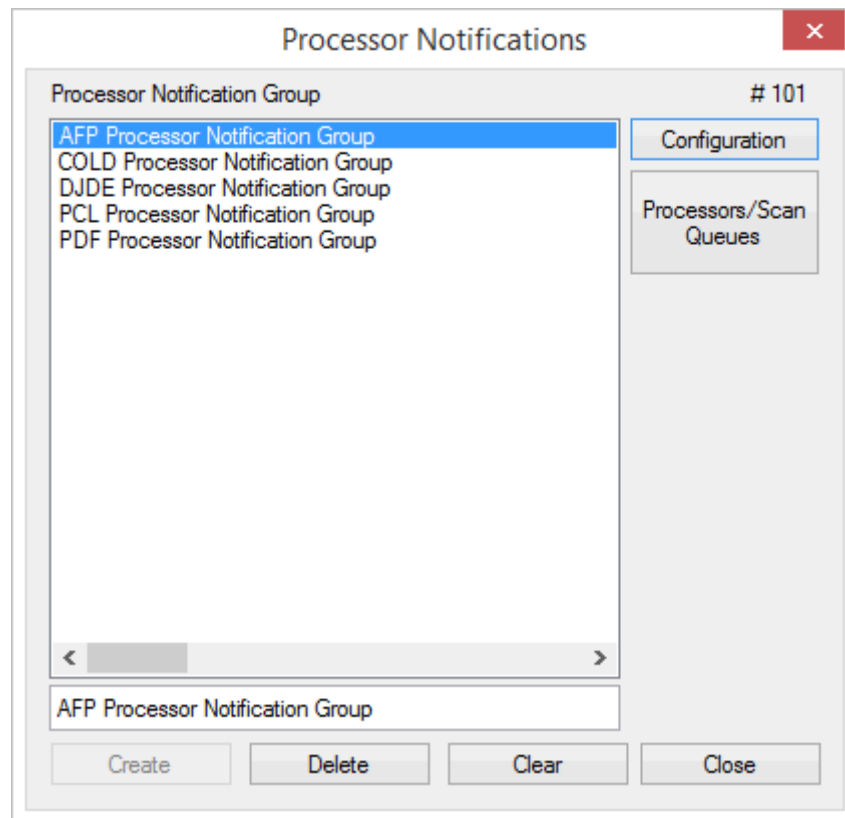 Processor Notifications
Processor Notification Group # 101
AFP Processor Notification Group
COLD Processor Notification Group
DJDE Processor Notification Group
PCL Processor Notification Group
PDF Processor Notification Group
Configuration
Processors/Scan
Queues
AFP Processor Notification Group
Create Delete Clear Close